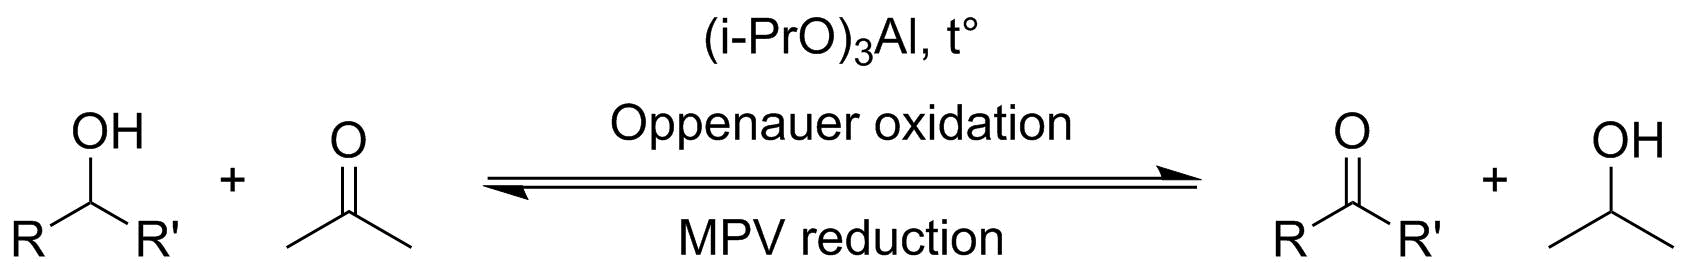 (i-PrO)3Al, t°
OH
O
Oppenauer oxidation
O
OH
+
+
R
R'
MPV reduction
R
R'